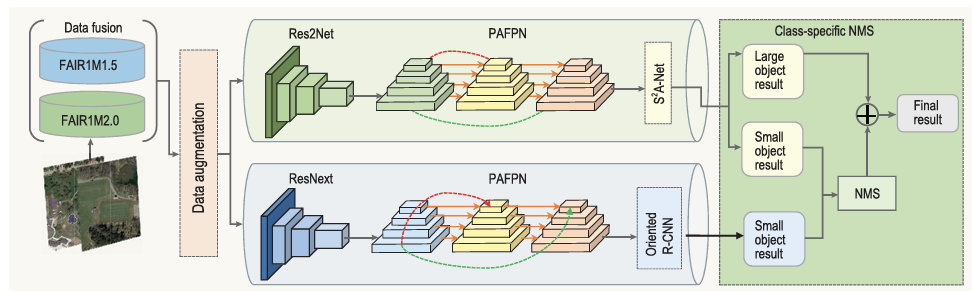 Data fusion
FAIR1M1.5
FAIR1M2.0
Data augmentation
Res2Net
PAFPN
S²A-Net
ResNext
PAFPN
Oriented
R-CNN
Class-specific NMS
Large
object
result
Small
object
result
Small
object
result
NMS
Final
result